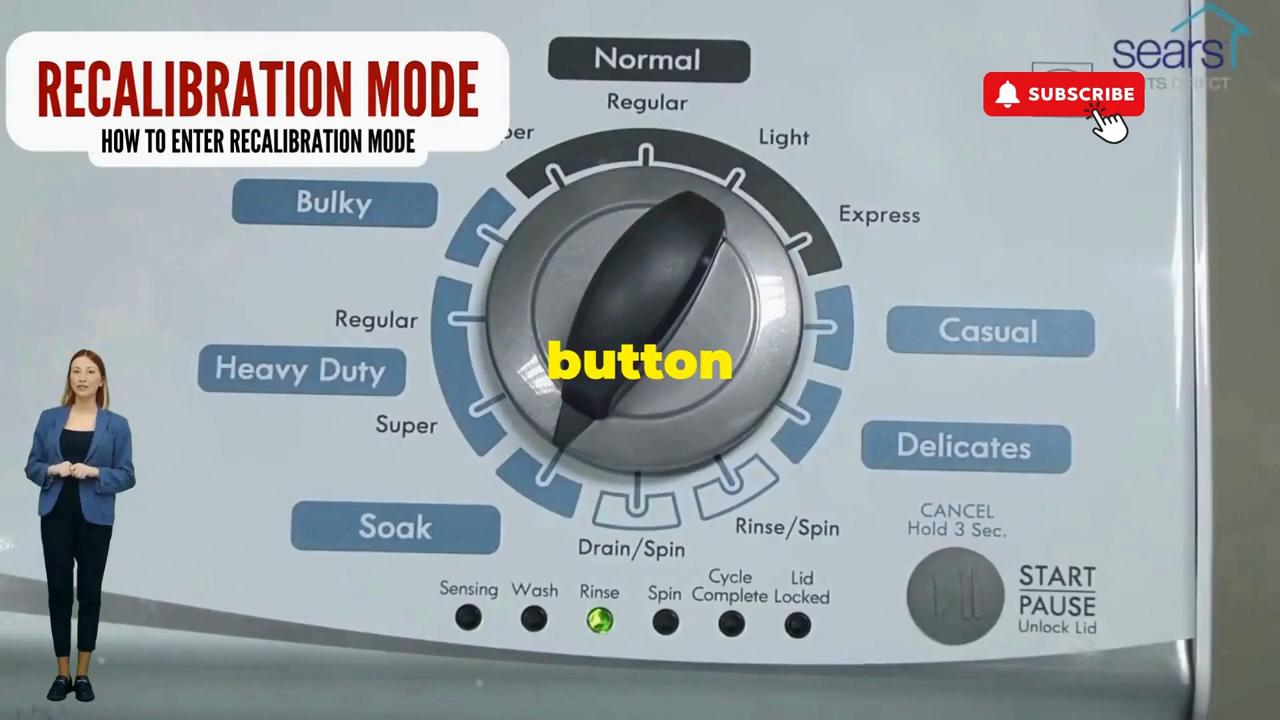 RECALIBRATION MODE
HOW TO ENTER RECALIBRATION MODE
Normal
sears
SUBSCRIBE
Regular
Light
Bulky
Express
Regular
Casual
button
Heavy Duty
Super
Delicates
Soak
CANCEL
Hold 3 Sec.
Rinse/Spin
Drain/Spin
Sensing
Wash
Rinse
Spin
Cycle
Complete
Lid
Locked
START
PAUSE
Unlock Lid